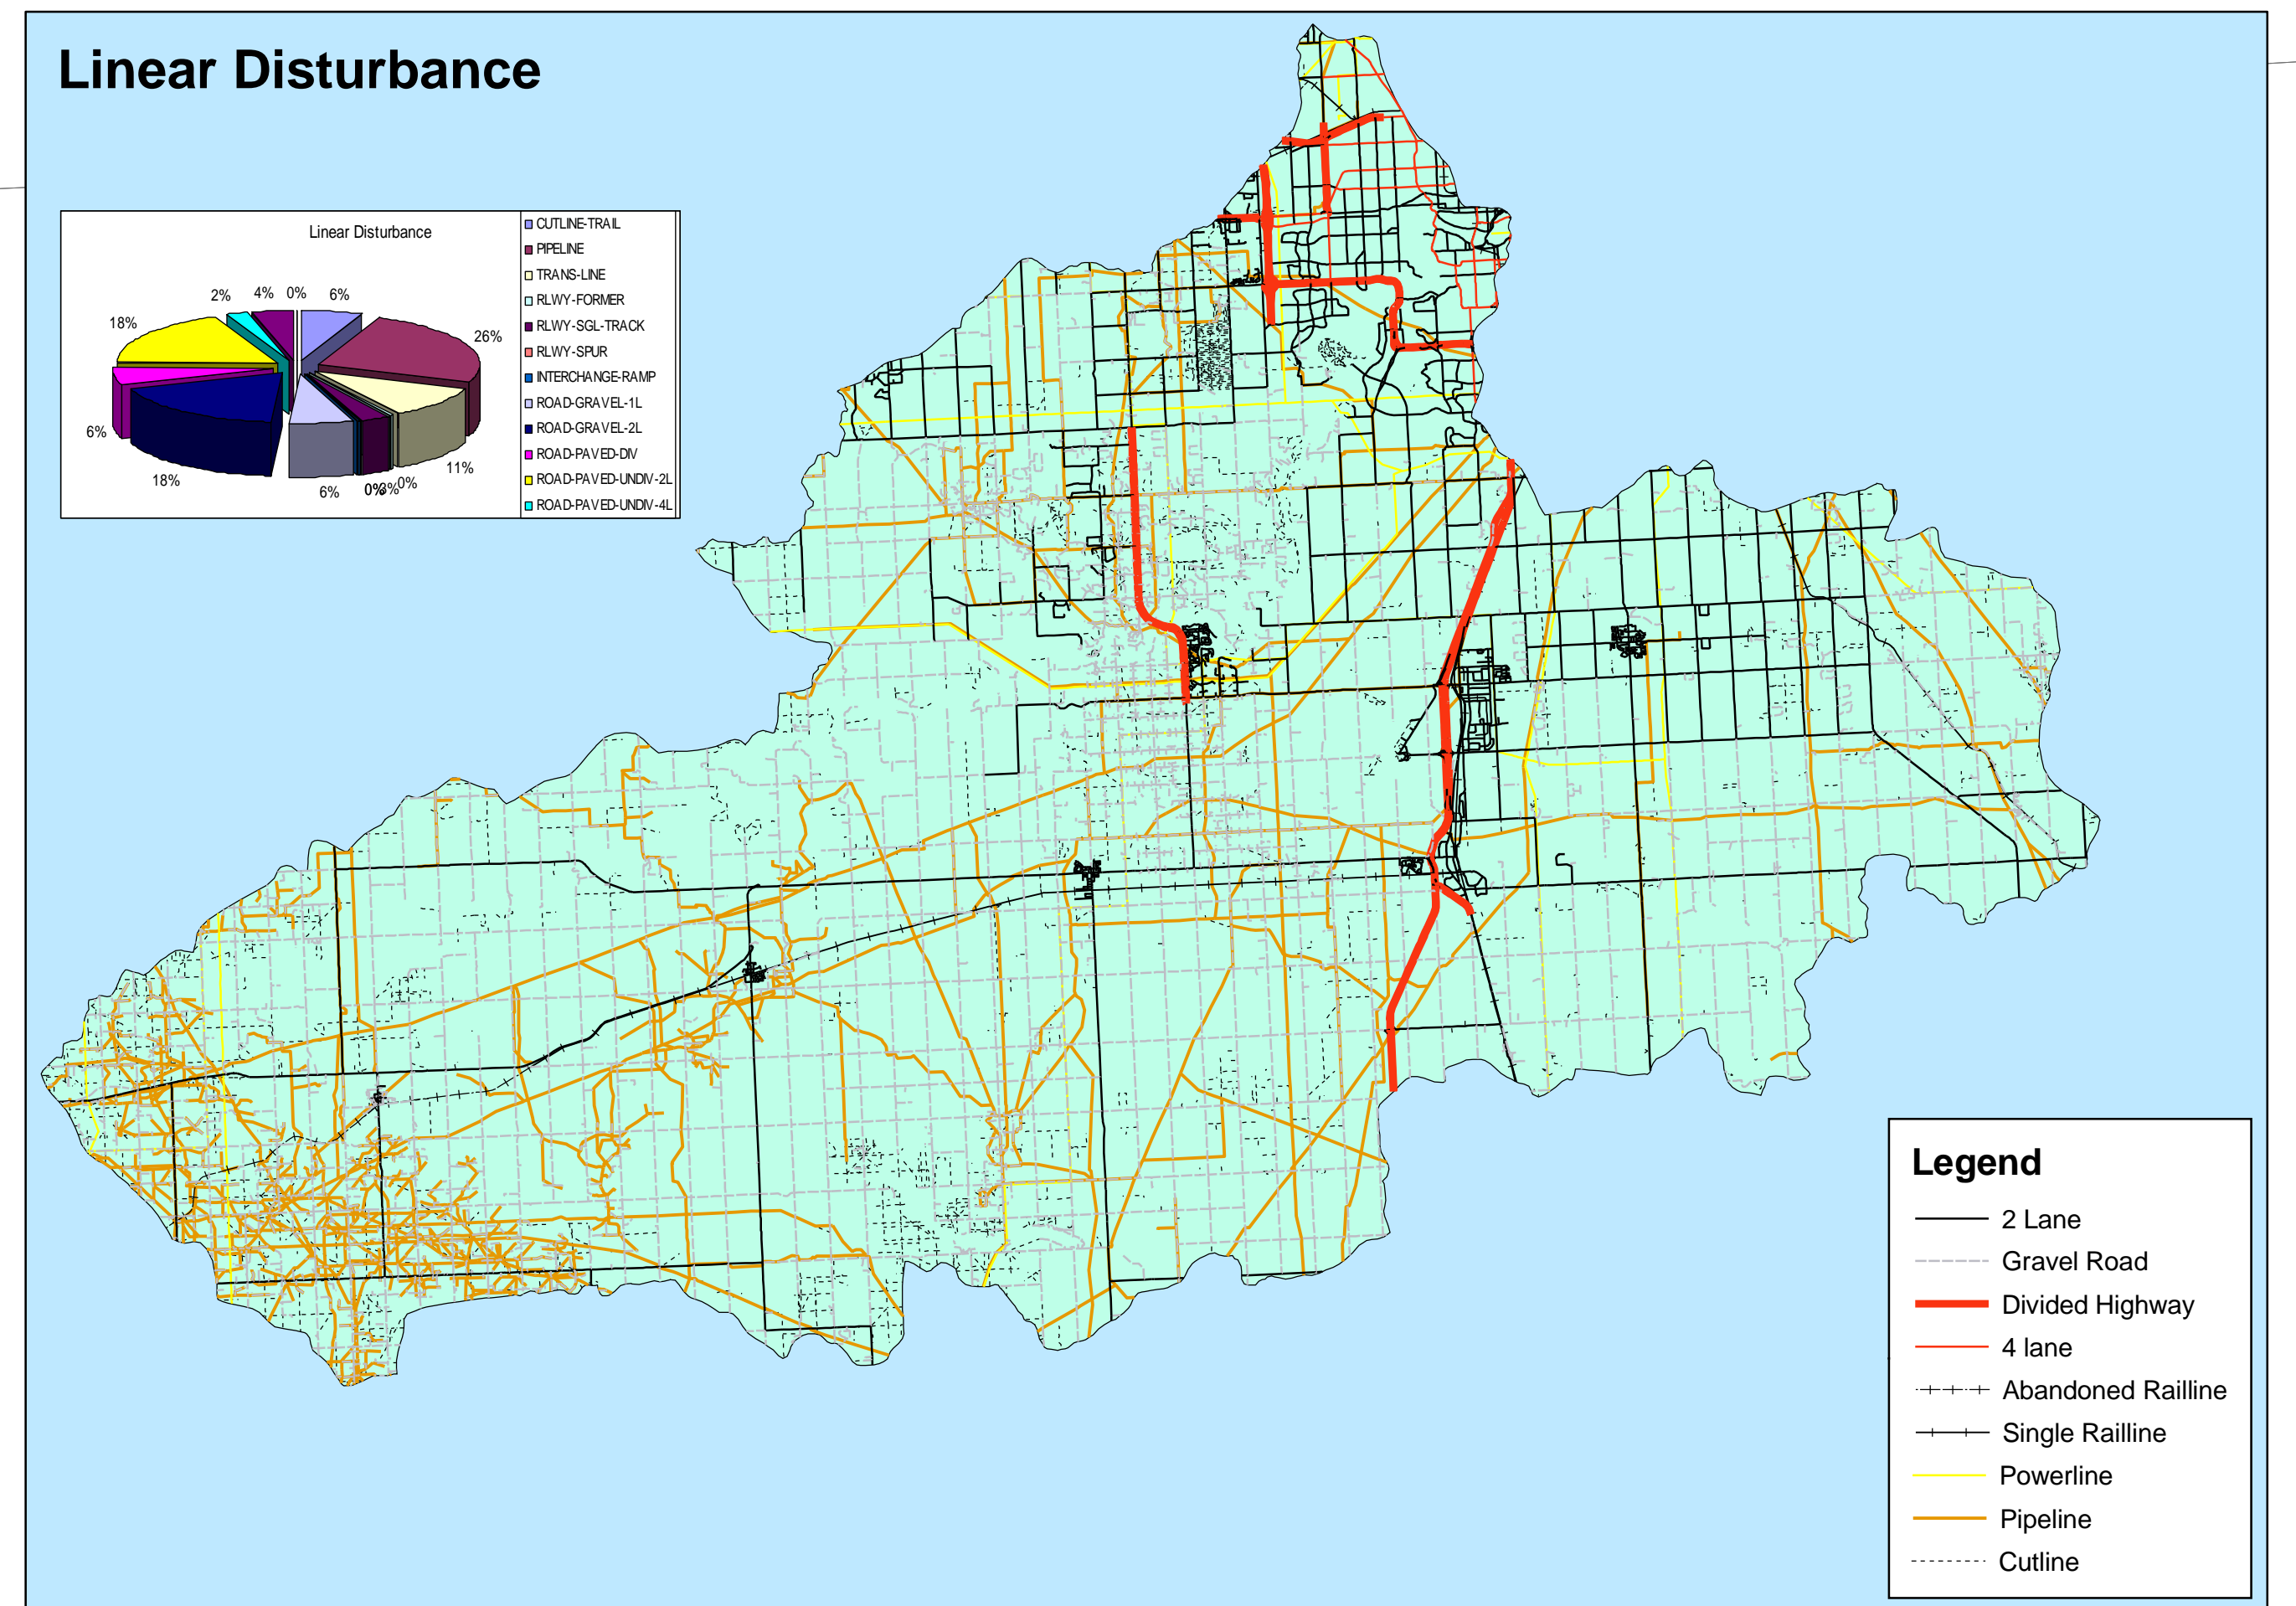 Linear Disturbance
Linear Disturbance
2%
4%
0%
6%
18%
26%
6%
18%
6%
0%
3%
0%
11%
CUTLINE-TRAIL
PIPELINE
TRANS-LINE
RLWY-FORMER
RLWY-SGL-TRACK
RLWY-SPUR
INTERCHANGE-RAMP
ROAD-GRAVEL-1L
ROAD-GRAVEL-2L
ROAD-PAVED-DIV
ROAD-PAVED-UNDIV-2L
ROAD-PAVED-UNDIV-4L
Legend
2 Lane
Gravel Road
Divided Highway
4 lane
Abandoned Railline
Single Railline
Powerline
Pipeline
Cutline